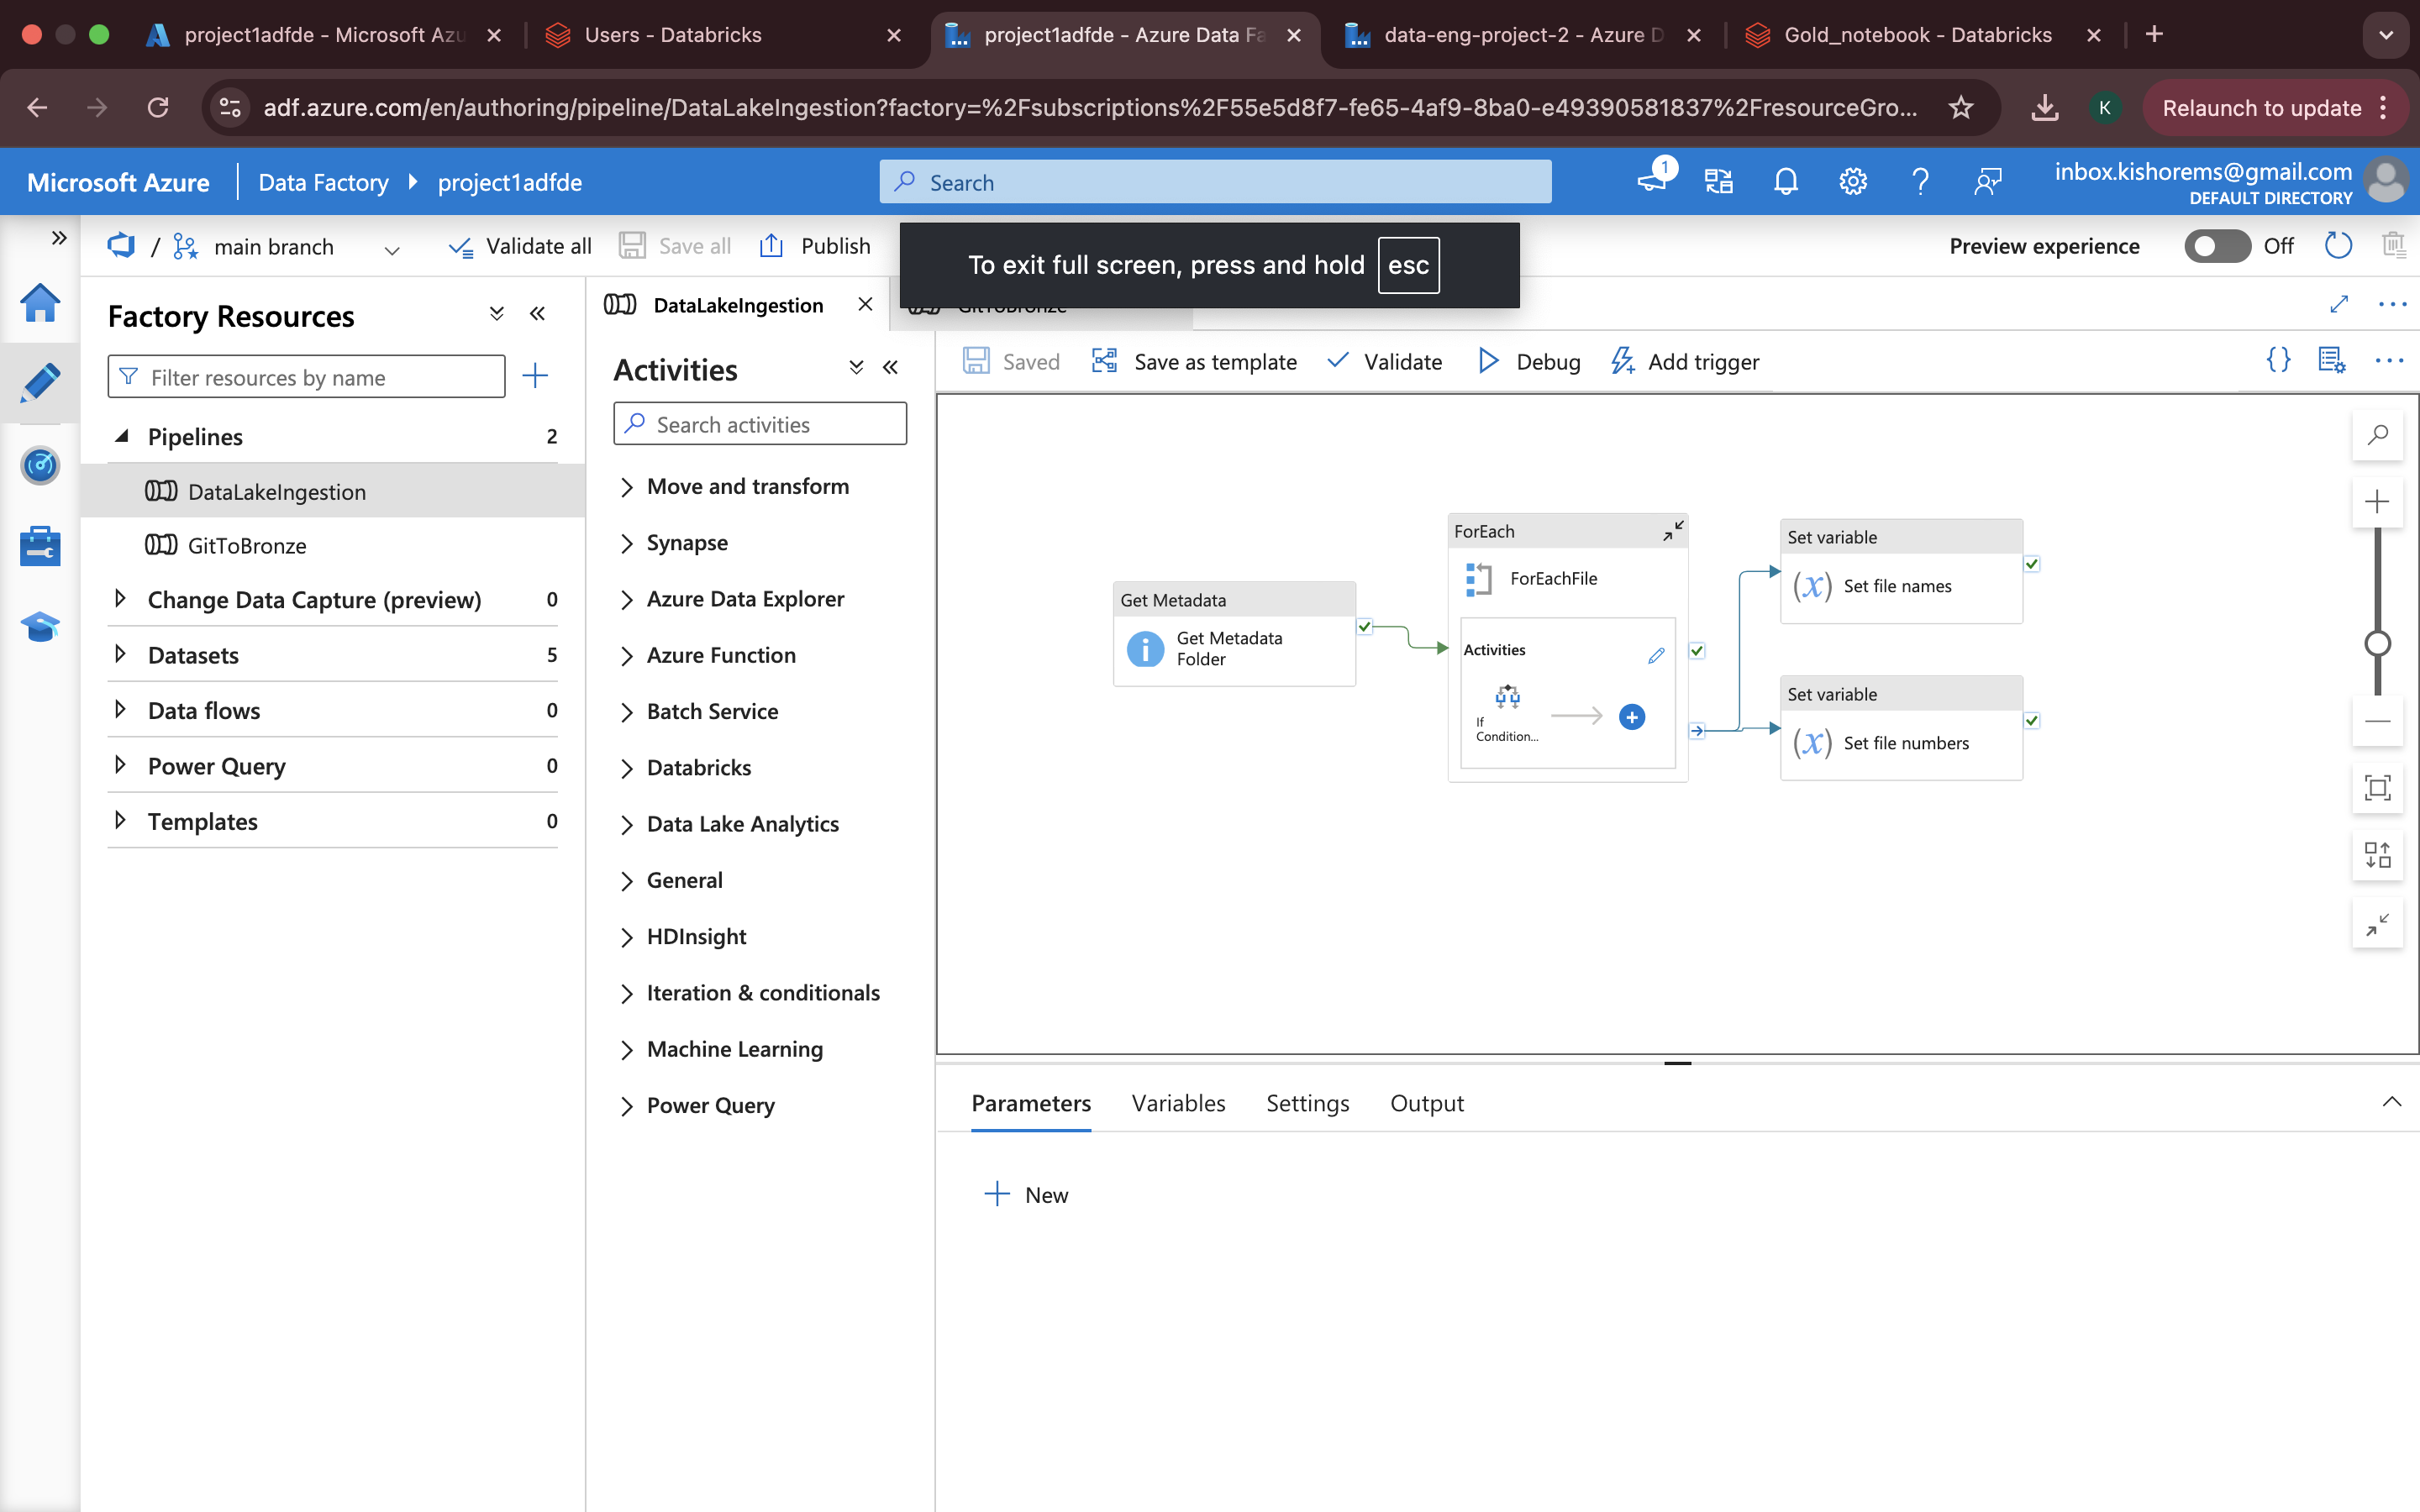 project1adfde - Microsoft Azu
Users - Databricks
project1adfde - Azure Data Fa
data-eng-project-2 - Azure D
Gold_notebook - Databricks
adf.azure.com/en/authoring/pipeline/DataLakeIngestion?factory=%2Fsubscriptions%2F55e5d8f7-fe65-4af9-8ba0-e49390581837%2FresourceGro...
K
Relaunch to update
Microsoft Azure
Data Factory
project1adfde
Search
1
inbox.kishorems@gmail.com
DEFAULT DIRECTORY
/
main branch
Validate all
Save all
Publish
To exit full screen, press and hold esc
Preview experience
Off
Factory Resources
Filter resources by name
Pipelines 2
DataLakeIngestion
GitToBronze
Change Data Capture (preview) 0
Datasets 5
Data flows 0
Power Query 0
Templates 0
DataLakeIngestion
GitToBronze
Activities
Search activities
Move and transform
Synapse
Azure Data Explorer
Azure Function
Batch Service
Databricks
Data Lake Analytics
General
HDInsight
Iteration & conditionals
Machine Learning
Power Query
Saved
Save as template
Validate
Debug
Add trigger
Get Metadata
Get Metadata
Folder
ForEach
ForEachFile
Activities
If
Condition...
Set variable
(x) Set file names
Set variable
(x) Set file numbers
Parameters
Variables
Settings
Output
New